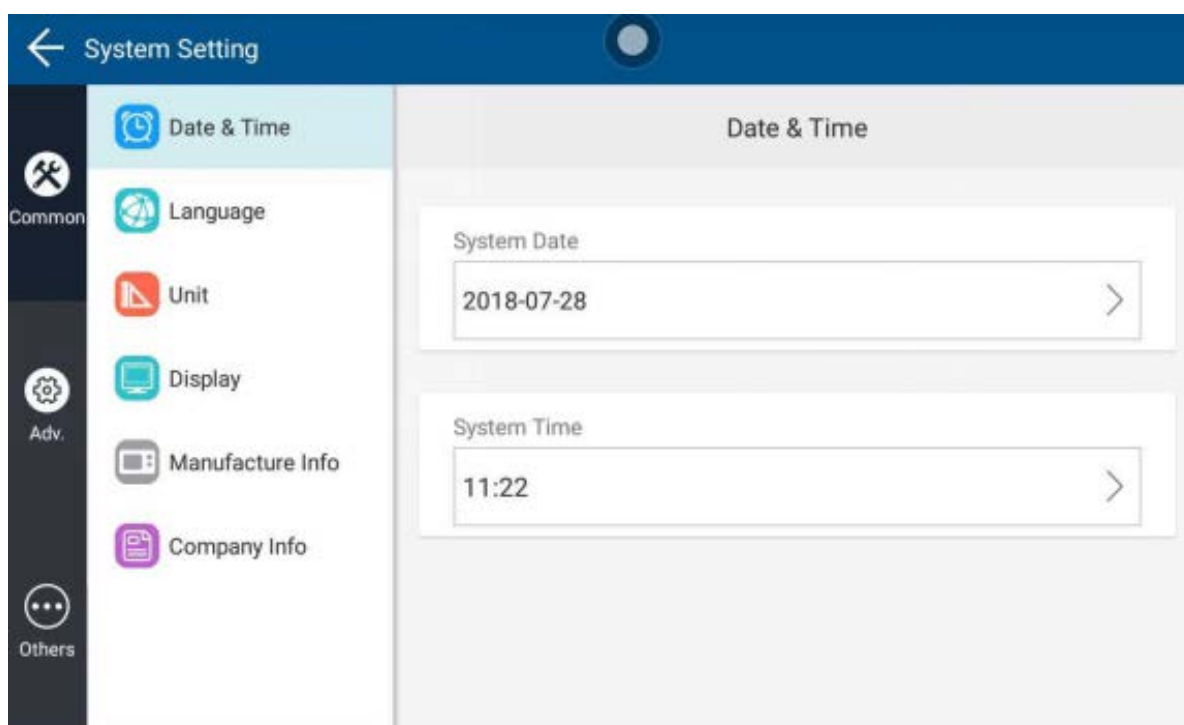 System Setting
Common
Adv.
Others
Date & Time
Language
Unit
Display
Manufacture Info
Company Info
Date & Time
System Date
2018-07-28
System Time
11:22